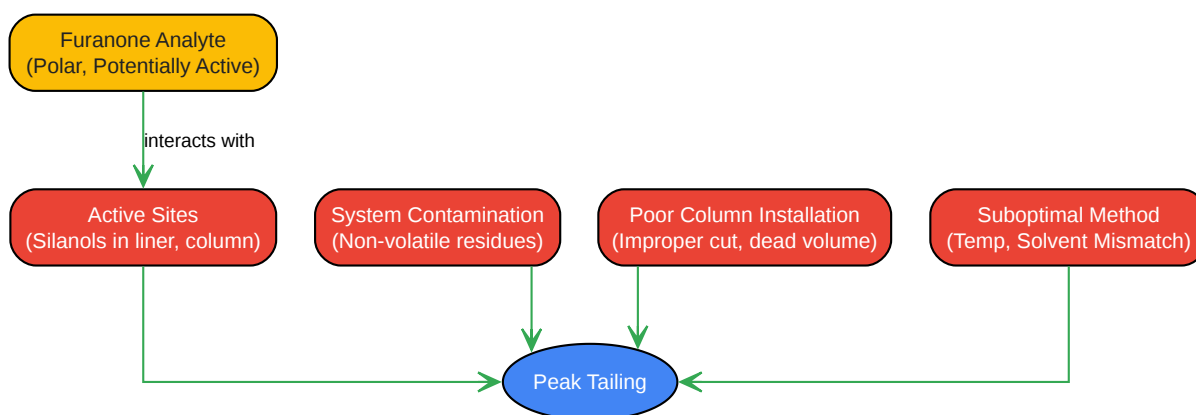 Furanone Analyte
(Polar, Potentially Active)
interacts with
Active Sites
(Silanols in liner, column)
System Contamination
(Non-volatile residues)
Poor Column Installation
(Improper cut, dead volume)
Suboptimal Method
(Temp, Solvent Mismatch)
Peak Tailing